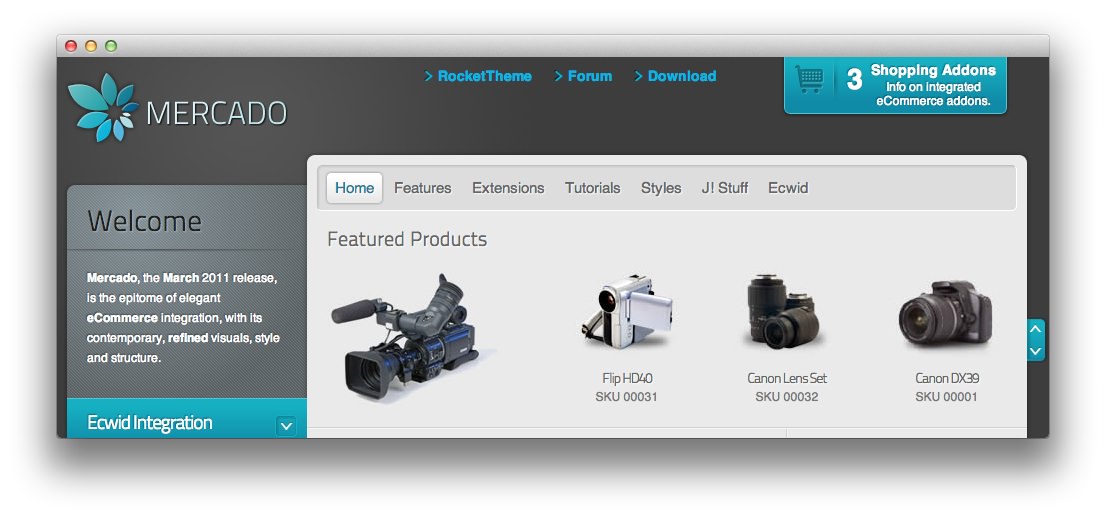 RocketTheme Forum Download
3 Shopping Addons
Info on integrated
eCommerce addons.
MERCADO
Home Features Extensions Tutorials Styles J! Stuff Ecwid
Welcome
Mercado, the March 2011 release,
is the epitome of elegant
eCommerce integration, with its
contemporary, refined visuals, style
and structure.
Ecwid Integration
Featured Products
Flip HD40
SKU 00031
Canon Lens Set
SKU 00032
Canon DX39
SKU 00001